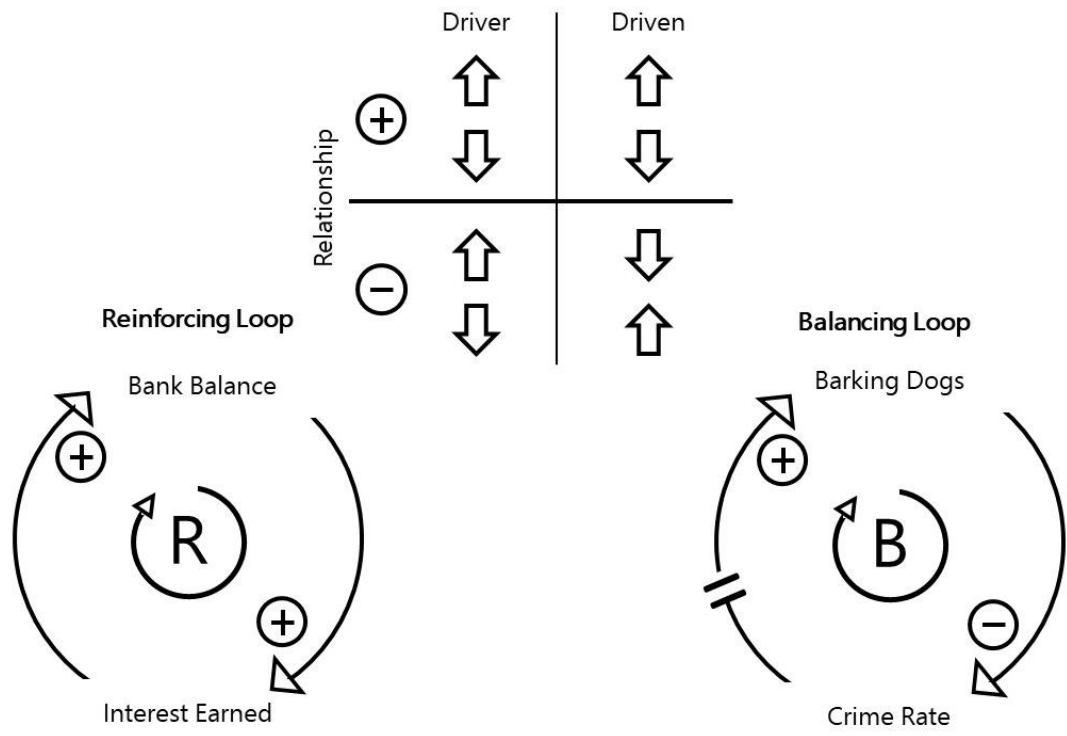 Driver
Driven
Relationship
+
−
Reinforcing Loop
Bank Balance
+
R
+
Interest Earned
Balancing Loop
Barking Dogs
+
B
−
Crime Rate